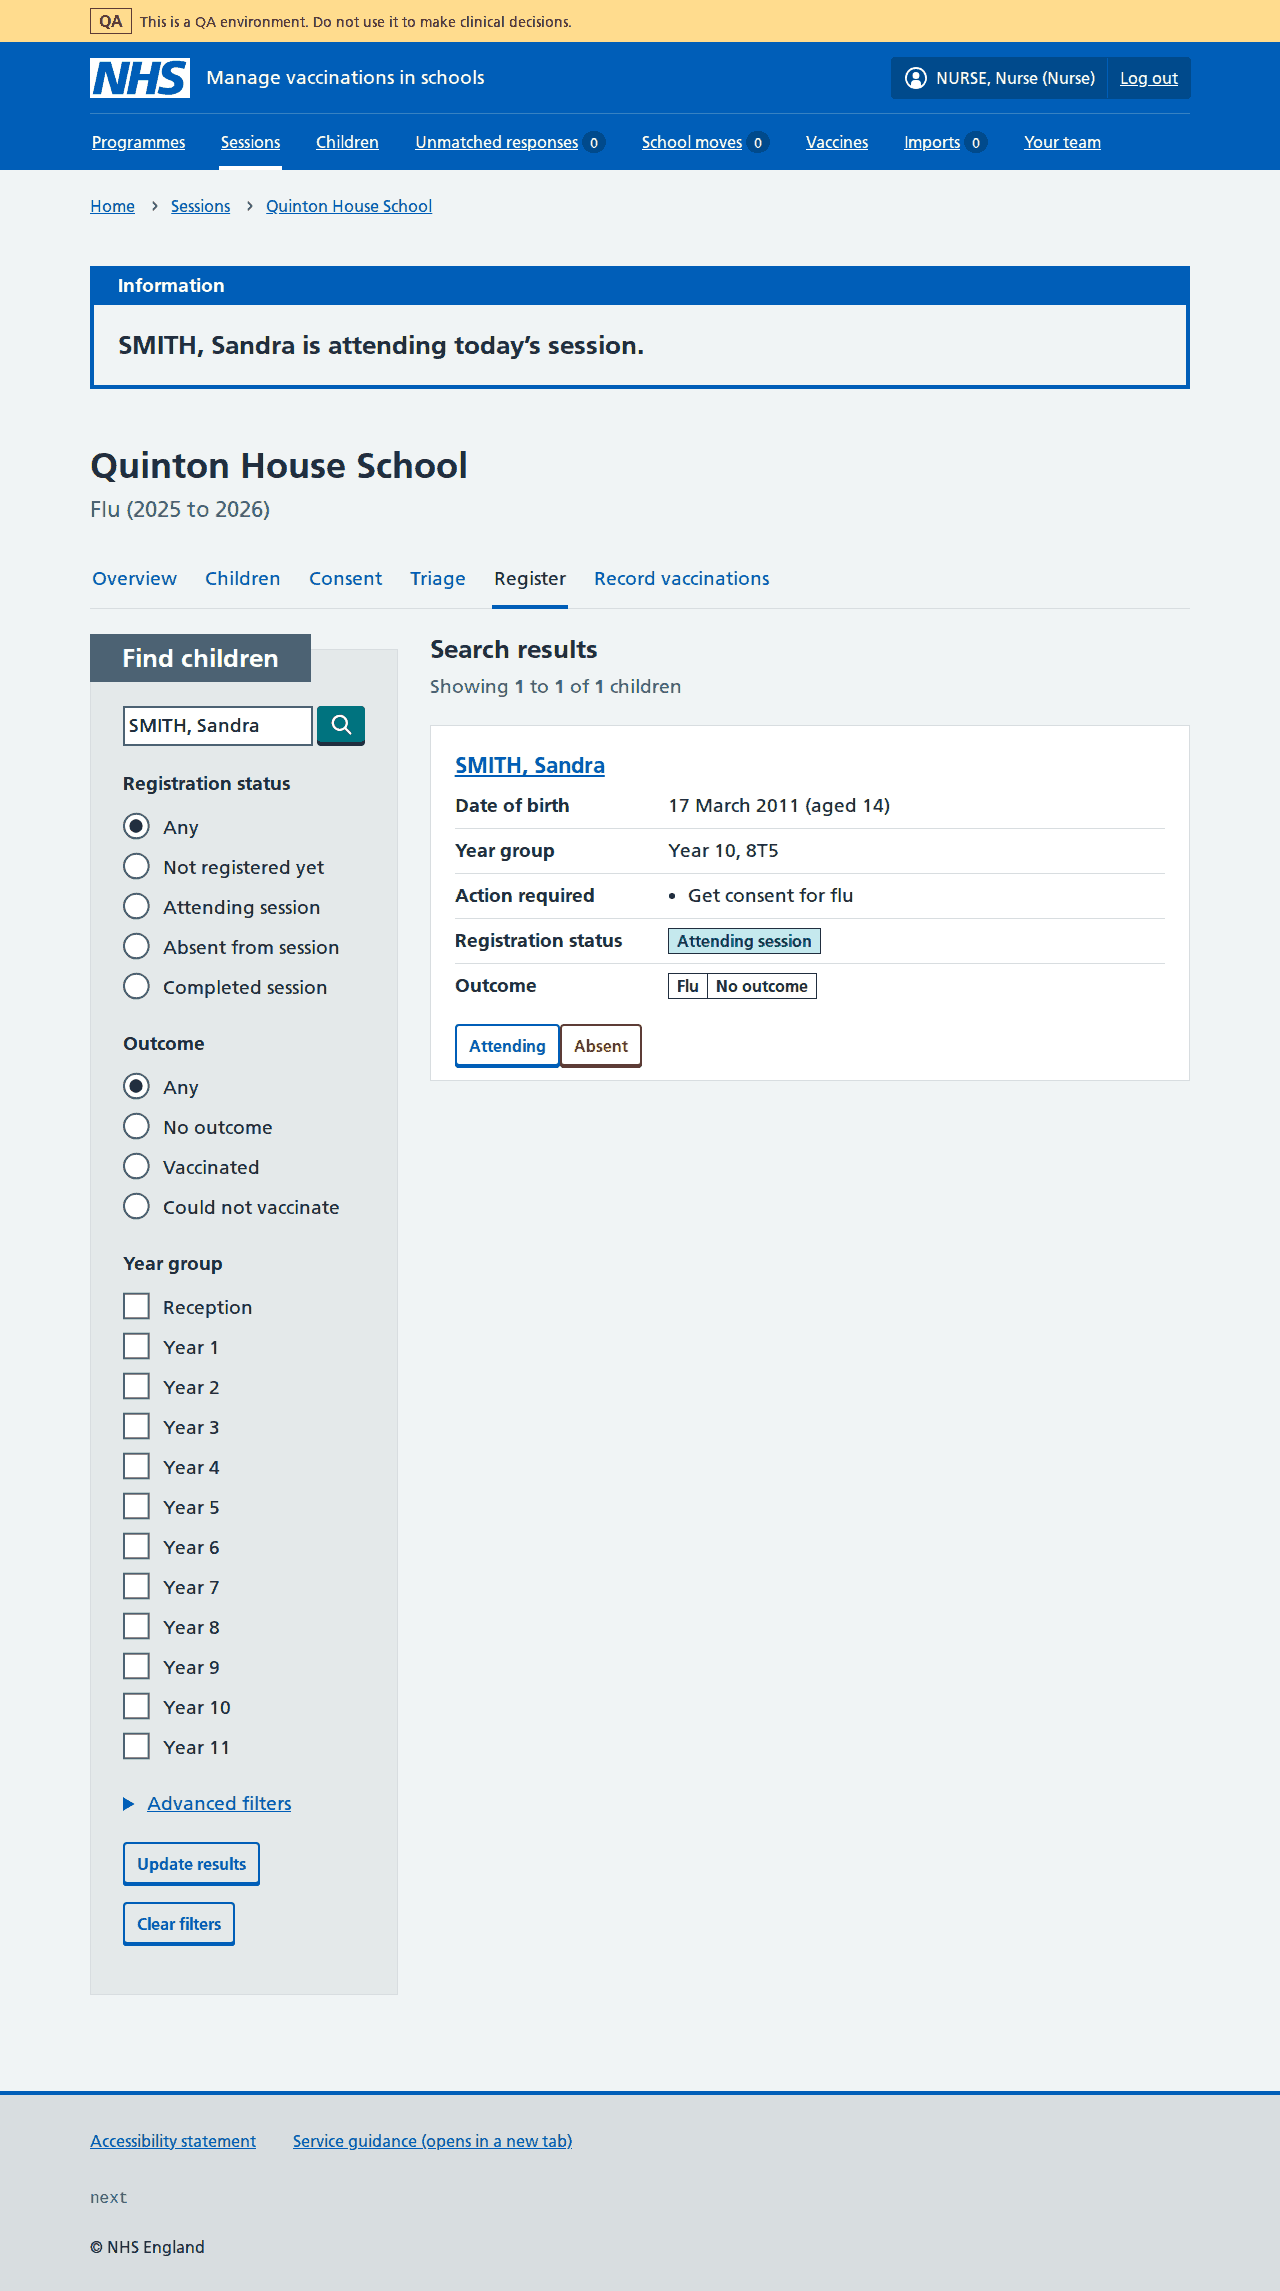 QA This is a QA environment. Do not use it to make clinical decisions.
NHS Manage vaccinations in schools NURSE, Nurse (Nurse) Log out
Programmes Sessions Children Unmatched responses 0 School moves 0 Vaccines Imports 0 Your team
Home › Sessions › Quinton House School
Information
SMITH, Sandra is attending today’s session.
Quinton House School
Flu (2025 to 2026)
Overview Children Consent Triage Register Record vaccinations
Find children
SMITH, Sandra
Registration status
Any
Not registered yet
Attending session
Absent from session
Completed session
Outcome
Any
No outcome
Vaccinated
Could not vaccinate
Year group
Reception
Year 1
Year 2
Year 3
Year 4
Year 5
Year 6
Year 7
Year 8
Year 9
Year 10
Year 11
Advanced filters
Update results
Clear filters
Search results
Showing 1 to 1 of 1 children
SMITH, Sandra
Date of birth 17 March 2011 (aged 14)
Year group Year 10, 8T5
Action required • Get consent for flu
Registration status Attending session
Outcome Flu No outcome
Attending Absent
Accessibility statement Service guidance (opens in a new tab)
next
© NHS England